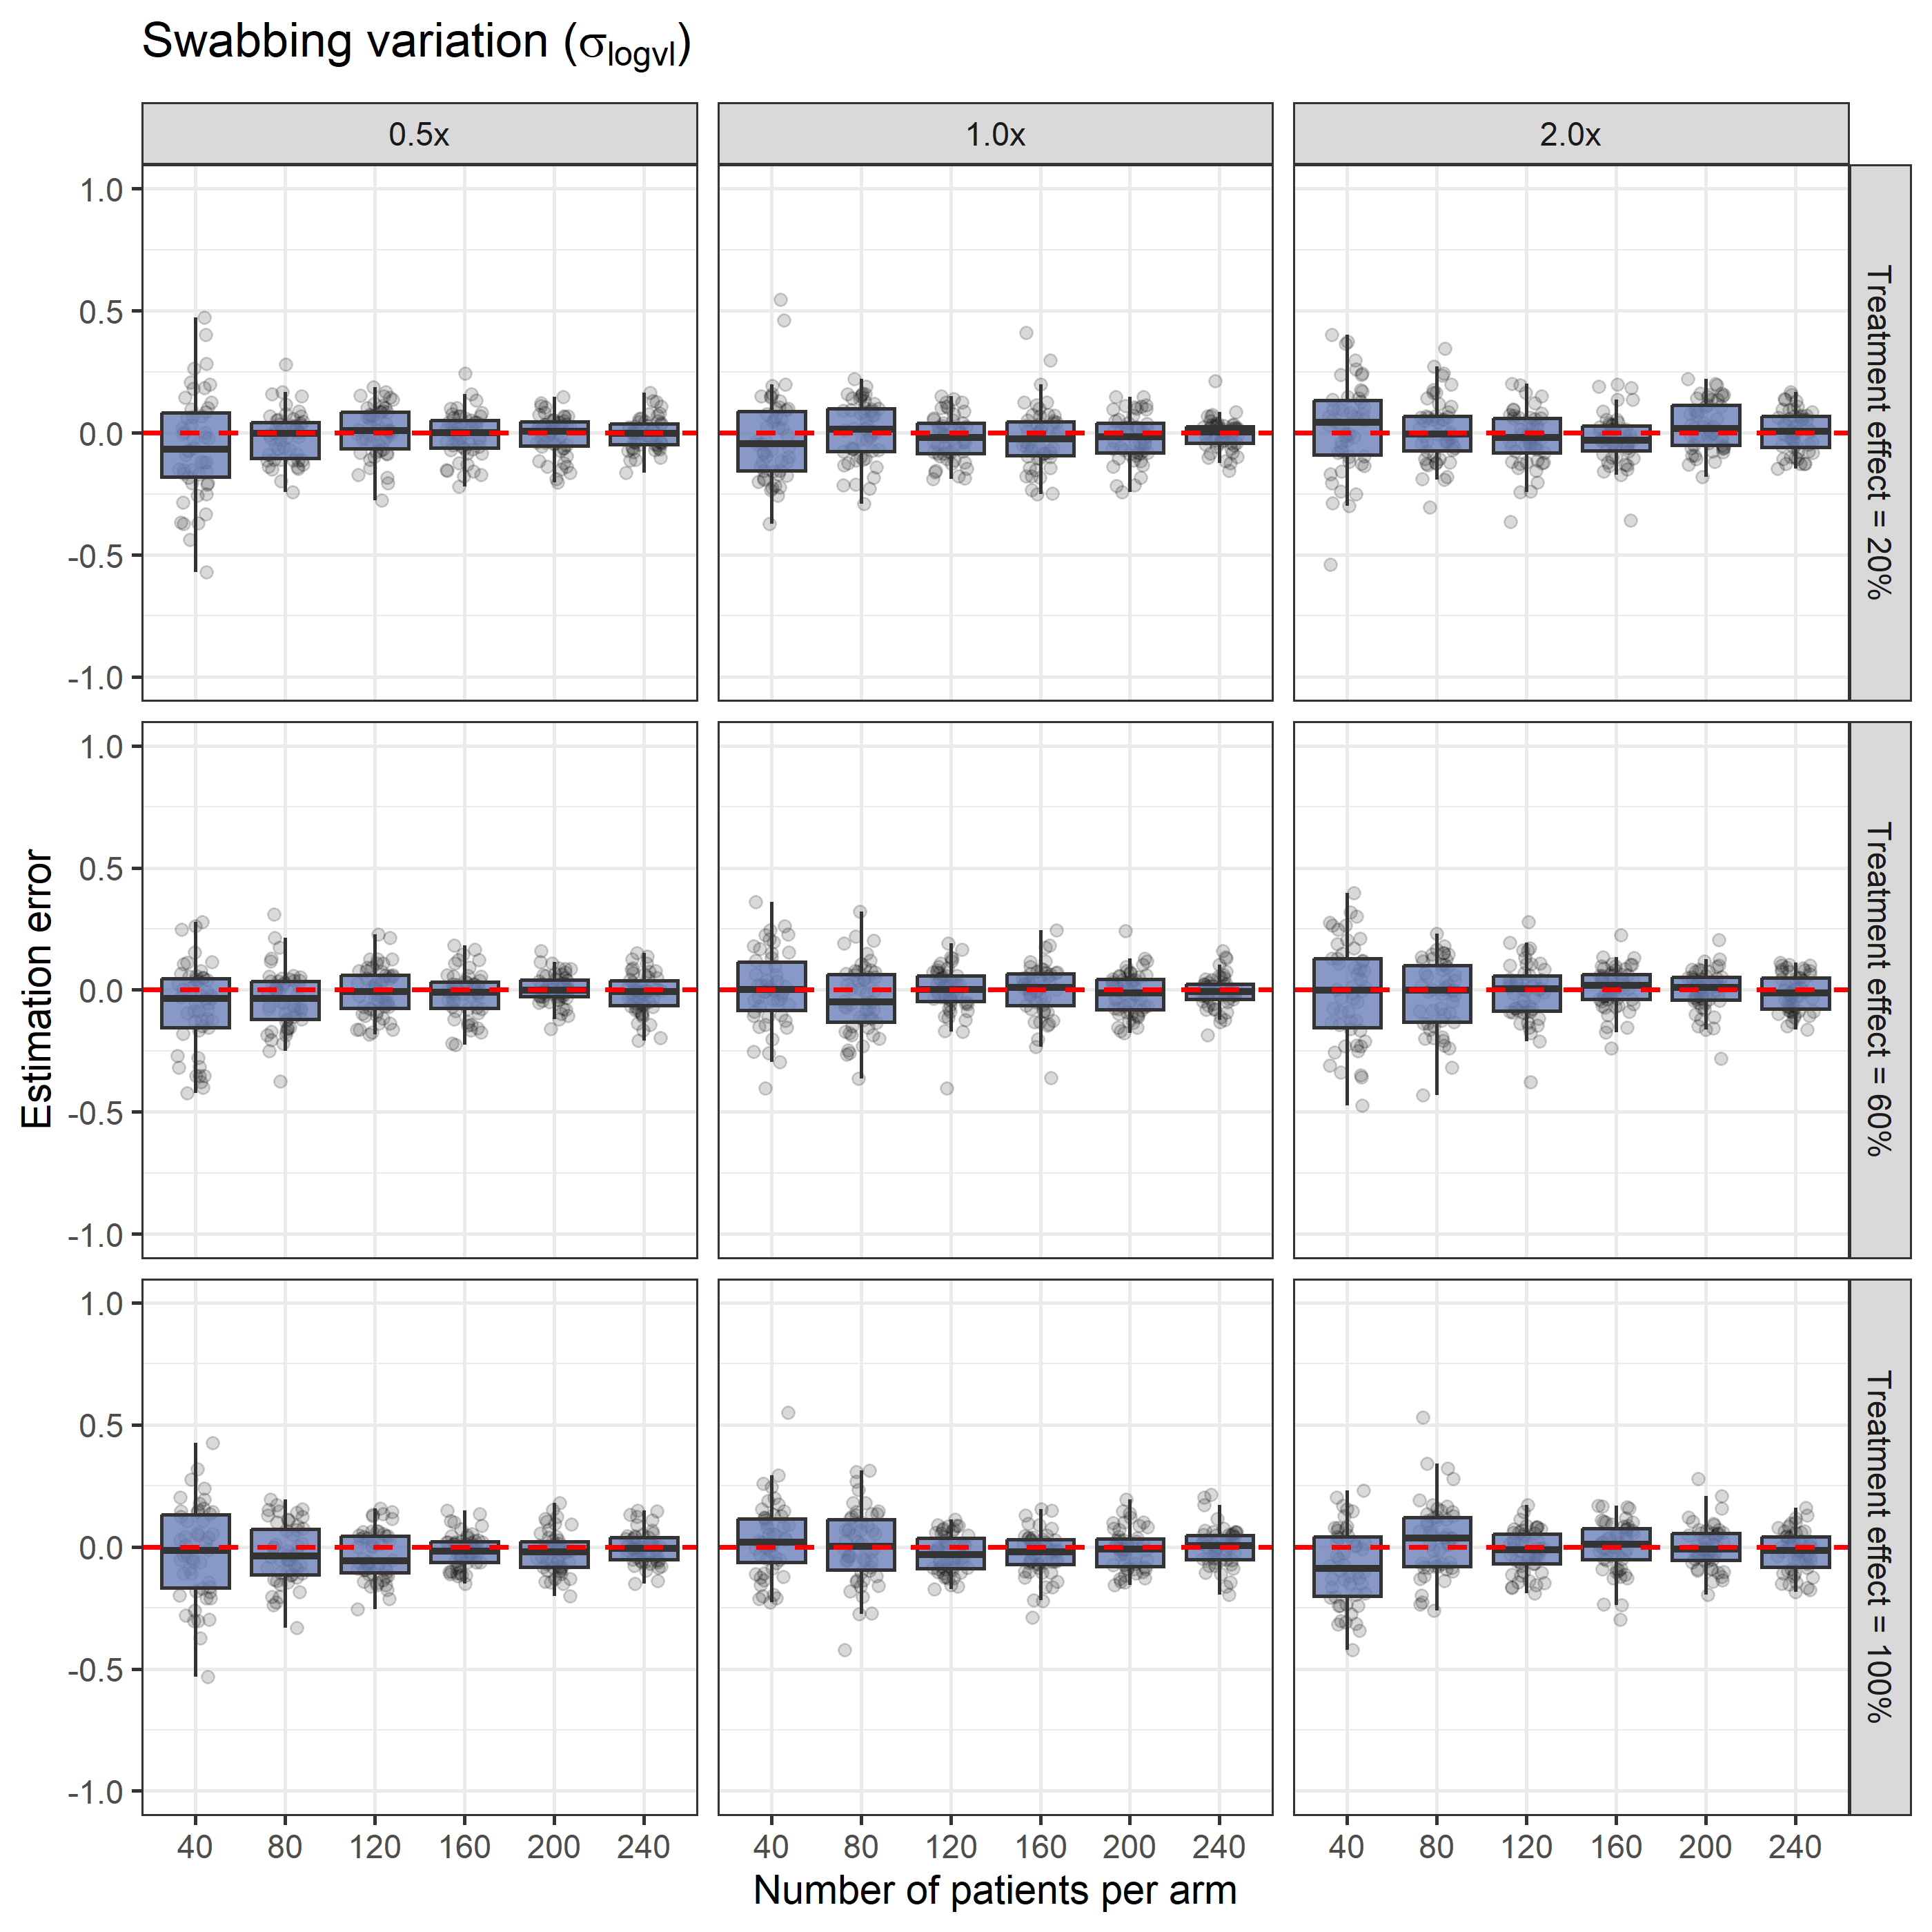 Swabbing variation (σlogvl)
0.5x 1.0x 2.0x
1.0
0.5
0.0
-0.5
-1.0
Treatment effect = 20%
Estimation error
1.0
0.5
0.0
-0.5
-1.0
Treatment effect = 60%
1.0
0.5
0.0
-0.5
-1.0
Treatment effect = 100%
40 80 120 160 200 240 40 80 120 160 200 240 40 80 120 160 200 240
Number of patients per arm